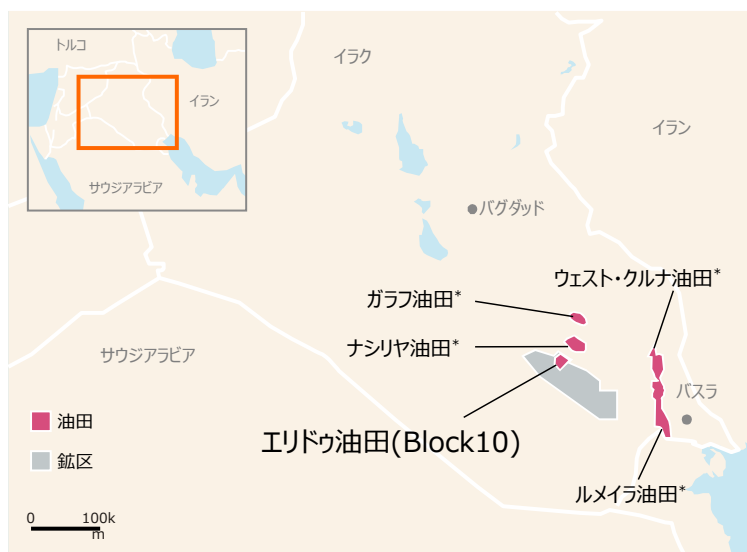 トルコ
イラン
サウジアラビア
イラク
イラン
バグダッド
ウェスト・クルナ油田*
ガラフ油田*
ナシリヤ油田*
サウジアラビア
バスラ
油田
エリドゥ油田(Block10)
鉱区
ルメイラ油田*
0 100k
m